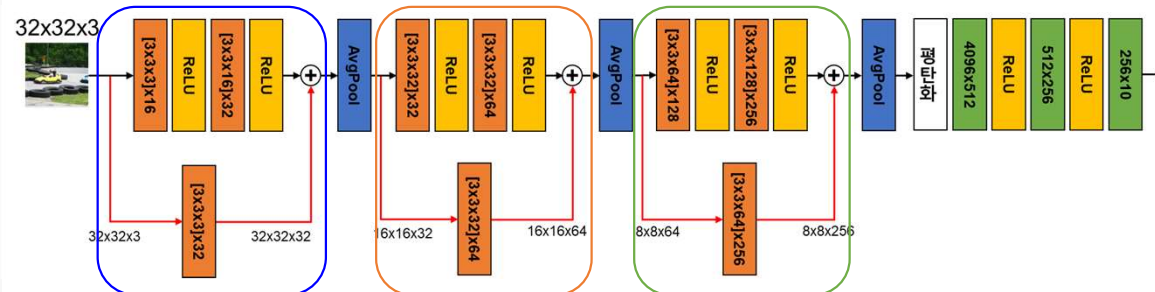 32x32x3
[3x3x3]x16
ReLU
[3x3x16]x32
ReLU
+
AvgPool
[3x3x32]x32
ReLU
[3x3x32]x64
ReLU
+
AvgPool
[3x3x64]x128
ReLU
[3x3x128]x256
ReLU
+
AvgPool
평탄화
4096x512
ReLU
512x256
ReLU
256x10
[3x3x3]x32
32x32x3
32x32x32
[3x3x32]x64
16x16x32
16x16x64
[3x3x64]x256
8x8x64
8x8x256